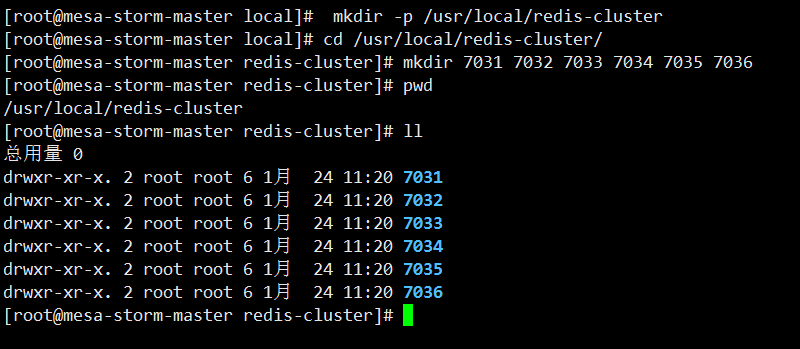 [root@mesa-storm-master local]#  mkdir -p /usr/local/redis-cluster
[root@mesa-storm-master local]# cd /usr/local/redis-cluster/
[root@mesa-storm-master redis-cluster]# mkdir 7031 7032 7033 7034 7035 7036
[root@mesa-storm-master redis-cluster]# pwd
/usr/local/redis-cluster
[root@mesa-storm-master redis-cluster]# ll
总用量 0
drwxr-xr-x. 2 root root 6 1月  24 11:20 7031
drwxr-xr-x. 2 root root 6 1月  24 11:20 7032
drwxr-xr-x. 2 root root 6 1月  24 11:20 7033
drwxr-xr-x. 2 root root 6 1月  24 11:20 7034
drwxr-xr-x. 2 root root 6 1月  24 11:20 7035
drwxr-xr-x. 2 root root 6 1月  24 11:20 7036
[root@mesa-storm-master redis-cluster]#